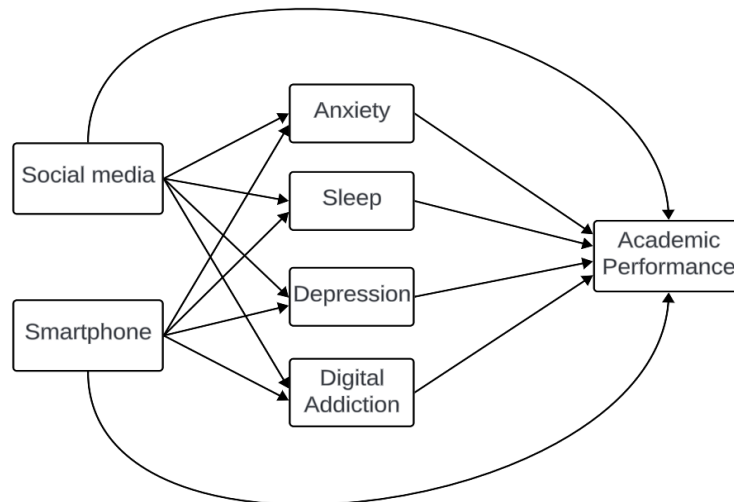 Social media
Smartphone
Anxiety
Sleep
Depression
Digital
Addiction
Academic
Performance